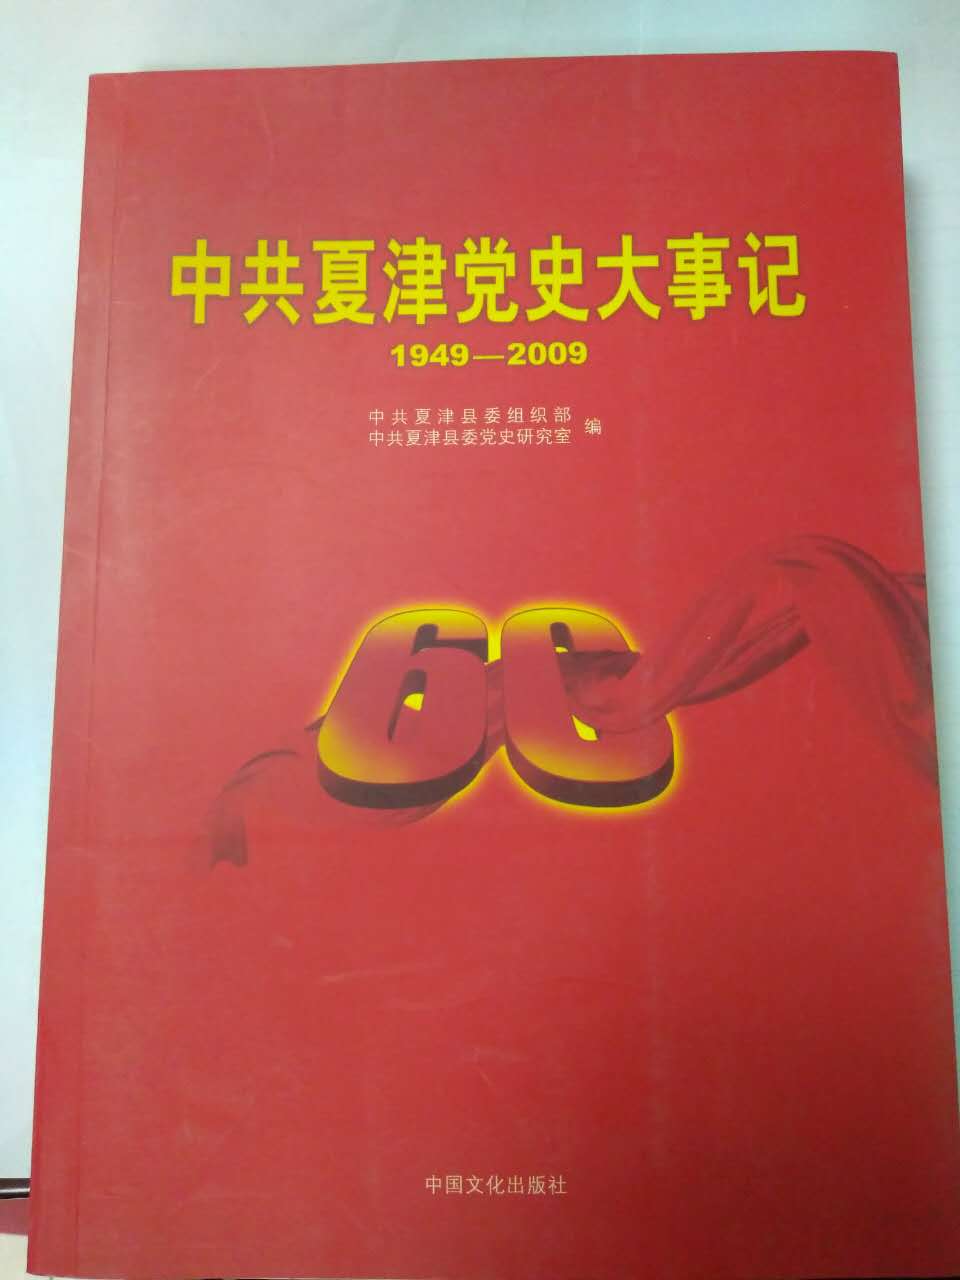 中共夏津党史大事记
1949—2009
中共夏津县委组织部
中共夏津县委党史研究室 编
60
中国文化出版社